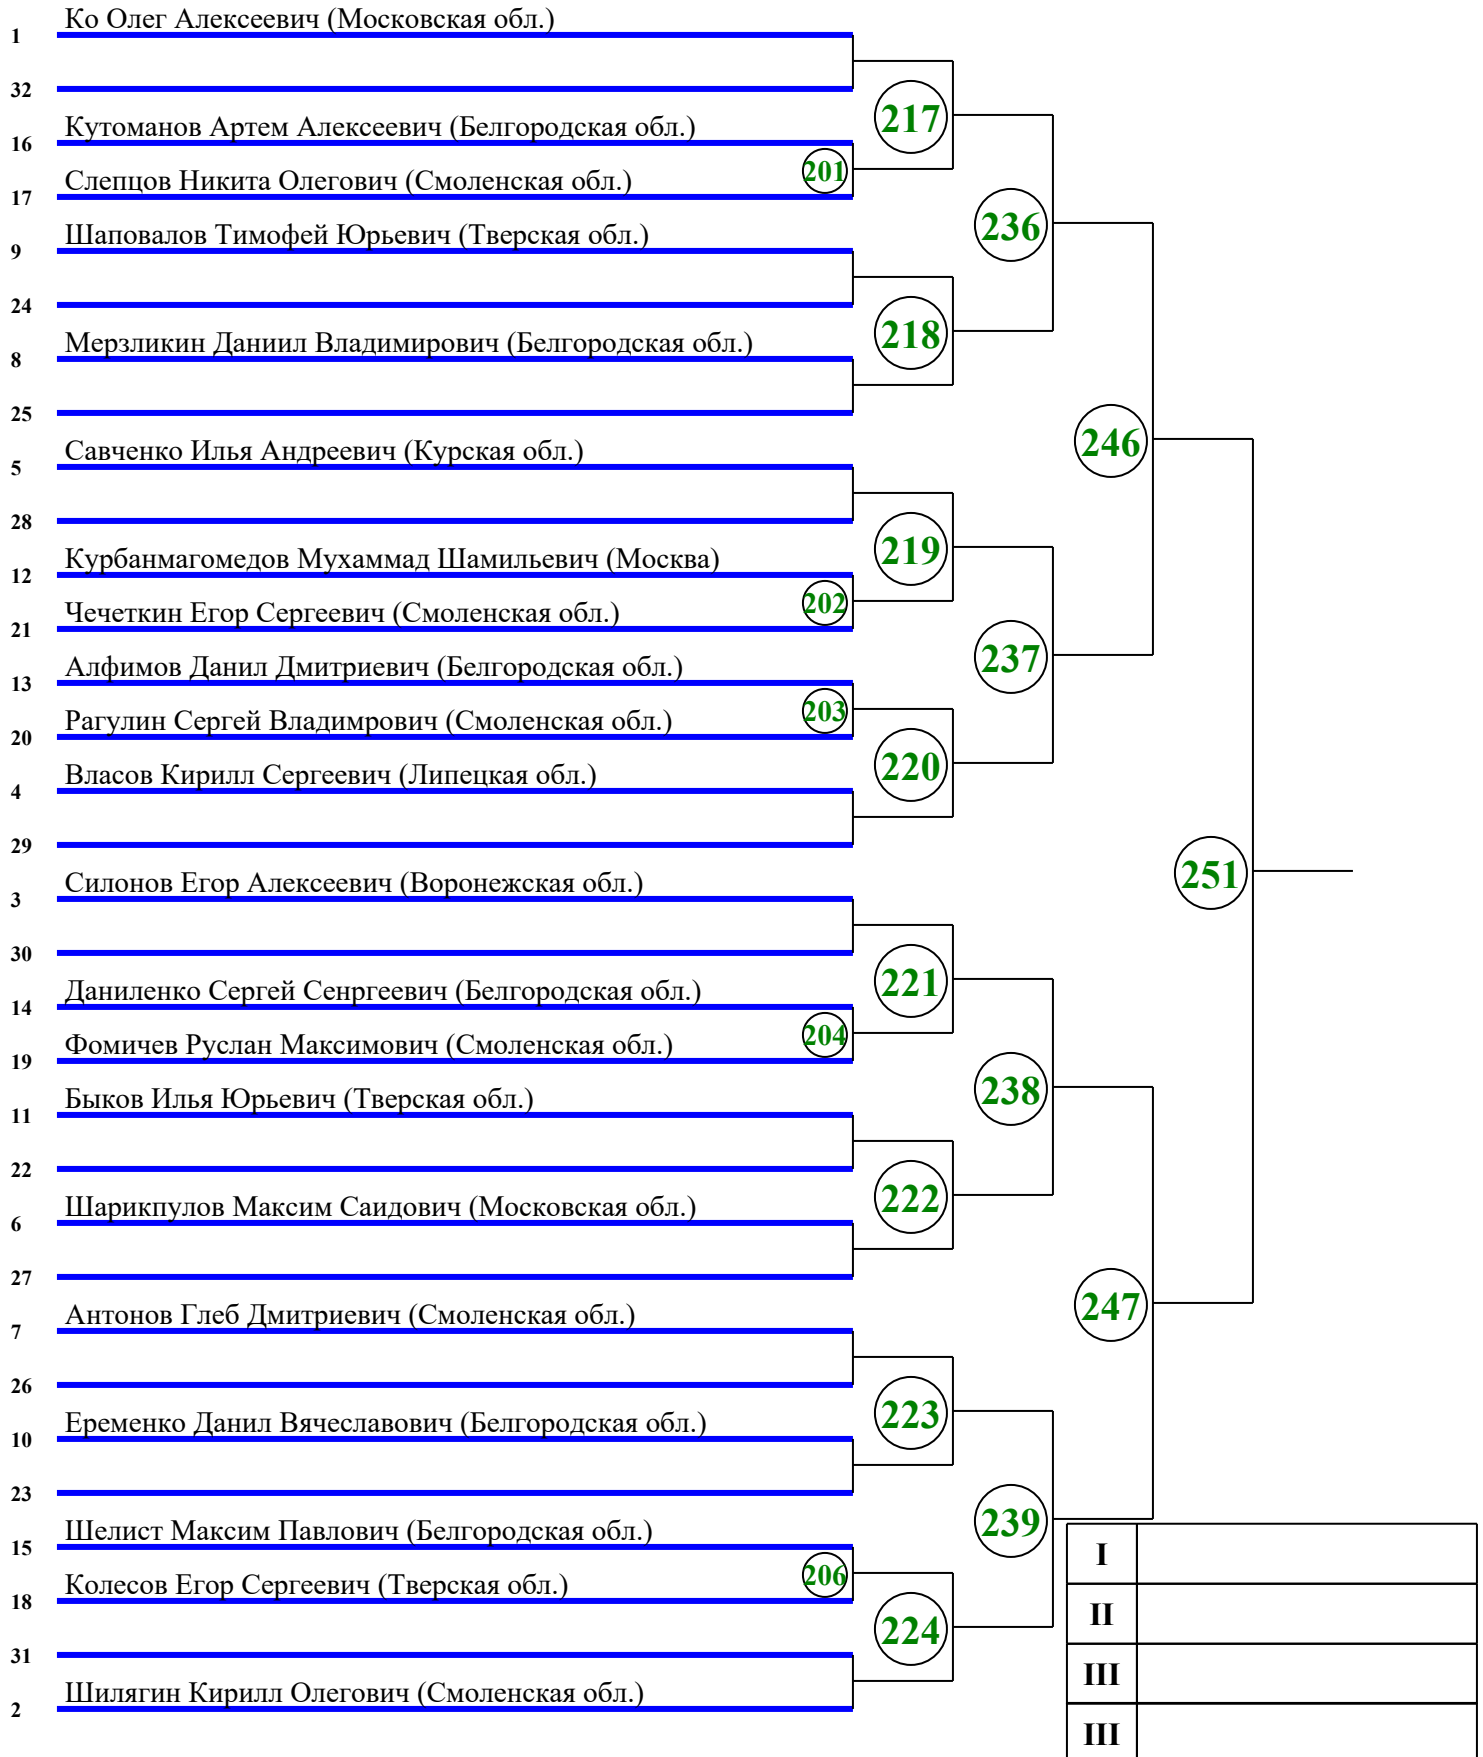 Ко Олег Алексеевич (Московская обл.)
1
32
217
Кутоманов Артем Алексеевич (Белгородская обл.)
16
201
Слепцов Никита Олегович (Смоленская обл.)
17
236
Шаповалов Тимофей Юрьевич (Тверская обл.)
9
24
218
Мерзликин Даниил Владимирович (Белгородская обл.)
8
25
246
Савченко Илья Андреевич (Курская обл.)
5
28
219
Курбанмагомедов Мухаммад Шамильевич (Москва)
12
202
Чечеткин Егор Сергеевич (Смоленская обл.)
21
237
Алфимов Данил Дмитриевич (Белгородская обл.)
13
203
Рагулин Сергей Владимрович (Смоленская обл.)
20
220
Власов Кирилл Сергеевич (Липецкая обл.)
4
29
251
Силонов Егор Алексеевич (Воронежская обл.)
3
30
221
Даниленко Сергей Сенргеевич (Белгородская обл.)
14
204
Фомичев Руслан Максимович (Смоленская обл.)
19
238
Быков Илья Юрьевич (Тверская обл.)
11
22
222
Шарикпулов Максим Саидович (Московская обл.)
6
27
247
Антонов Глеб Дмитриевич (Смоленская обл.)
7
26
223
Еременко Данил Вячеславович (Белгородская обл.)
10
23
239
Шелист Максим Павлович (Белгородская обл.)
15
206
Колесов Егор Сергеевич (Тверская обл.)
18
224
31
Шилягин Кирилл Олегович (Смоленская обл.)
2
I
II
III
III